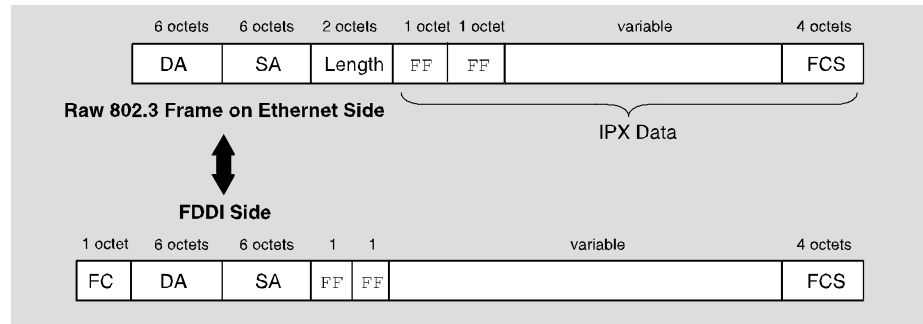 6 octets 6 octets 2 octets 1 octet 1 octet variable 4 octets
DA SA Length FF FF FCS
Raw 802.3 Frame on Ethernet Side
IPX Data
FDDI Side
1 octet 6 octets 6 octets 1 1 variable 4 octets
FC DA SA FF FF FCS